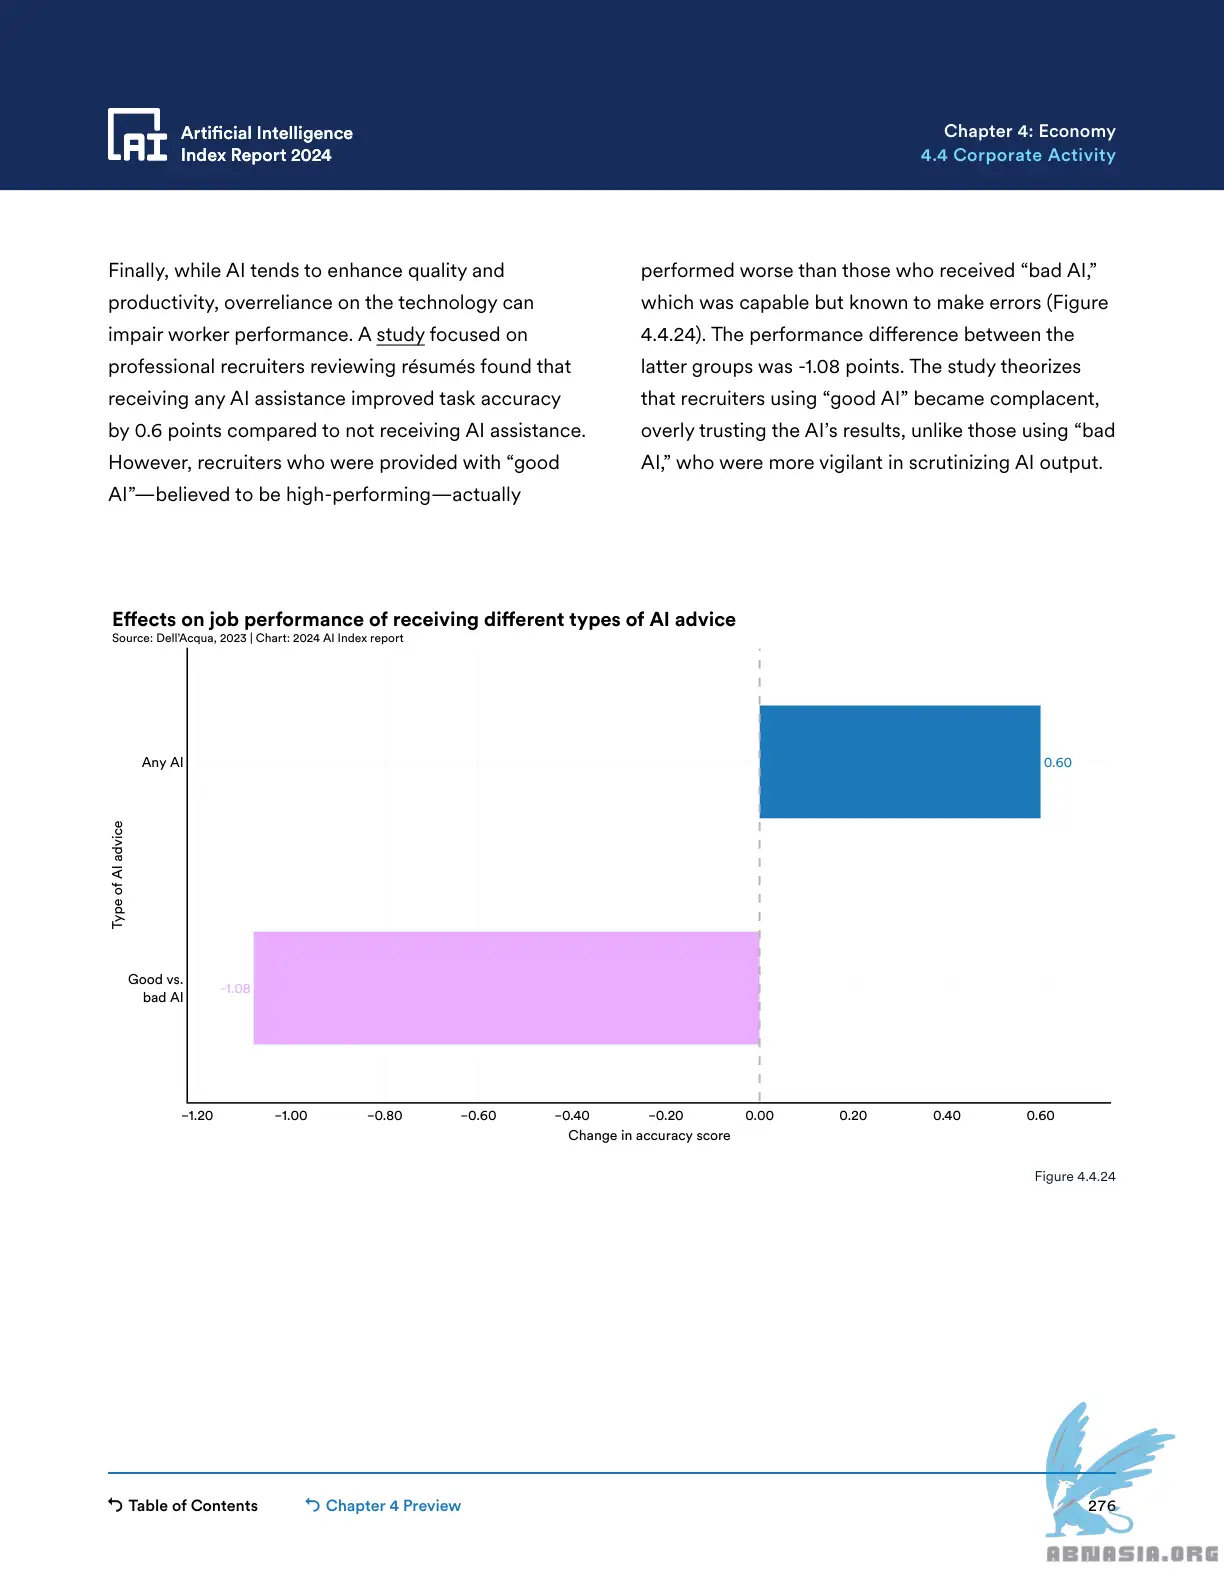 Artificial Intelligence
Index Report 2024
Chapter 4: Economy
4.4 Corporate Activity
Finally, while AI tends to enhance quality and
productivity, overreliance on the technology can
impair worker performance. A study focused on
professional recruiters reviewing résumés found that
receiving any AI assistance improved task accuracy
by 0.6 points compared to not receiving AI assistance.
However, recruiters who were provided with “good
AI”—believed to be high-performing—actually
performed worse than those who received “bad AI,”
which was capable but known to make errors (Figure
4.4.24). The performance difference between the
latter groups was -1.08 points. The study theorizes
that recruiters using “good AI” became complacent,
overly trusting the AI’s results, unlike those using “bad
AI,” who were more vigilant in scrutinizing AI output.
Effects on job performance of receiving different types of AI advice
Source: Dell’Acqua, 2023 | Chart: 2024 AI Index report
Any AI
0.60
Type of AI advice
Good vs.
bad AI
-1.08
−1.20 −1.00 −0.80 −0.60 −0.40 −0.20 0.00 0.20 0.40 0.60
Change in accuracy score
Figure 4.4.24
Table of Contents
Chapter 4 Preview
276
ABNASIA.ORG